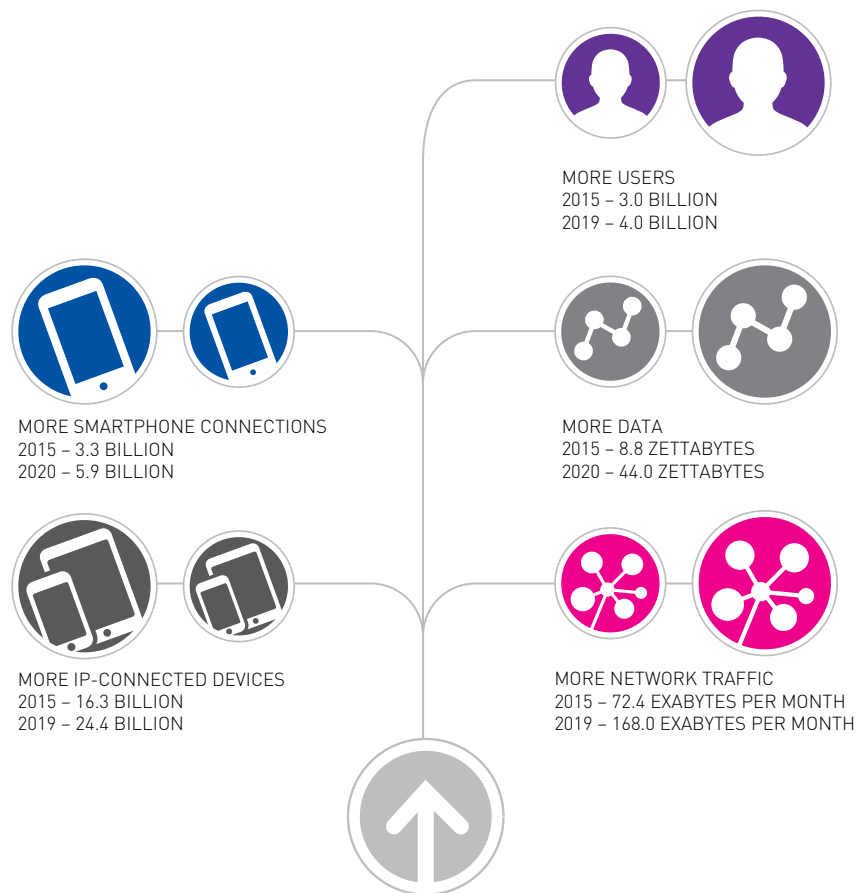 MORE USERS
2015 – 3.0 BILLION
2019 – 4.0 BILLION
MORE SMARTPHONE CONNECTIONS
2015 – 3.3 BILLION
2020 – 5.9 BILLION
MORE DATA
2015 – 8.8 ZETTABYTES
2020 – 44.0 ZETTABYTES
MORE IP-CONNECTED DEVICES
2015 – 16.3 BILLION
2019 – 24.4 BILLION
MORE NETWORK TRAFFIC
2015 – 72.4 EXABYTES PER MONTH
2019 – 168.0 EXABYTES PER MONTH